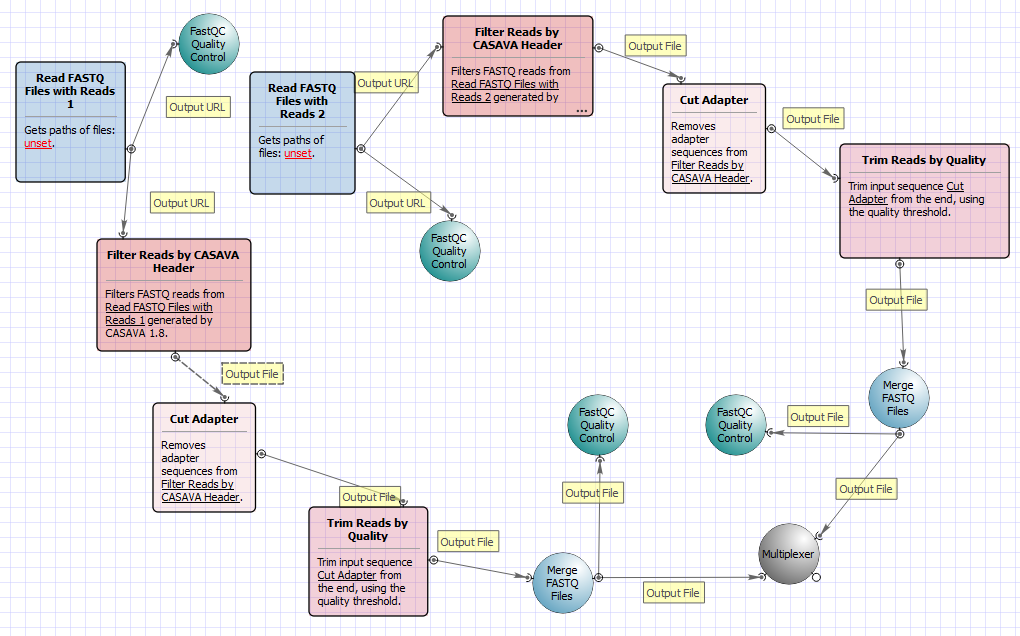 Read FASTQ
Files with Reads
1
Gets paths of files:
unset.
FastQC
Quality
Control
Output URL
Output URL
Read FASTQ
Files with
Reads 2
Gets paths of
files: unset.
Output URL
Output URL
FastQC
Quality
Control
Filter Reads by
CASAVA Header
Filters FASTQ reads from
Read FASTQ Files with
Reads 2 generated by
...
Output File
Cut Adapter
Removes
adapter
sequences from
Filter Reads by
CASAVA Header.
Output File
Trim Reads by Quality
Trim input sequence Cut
Adapter from the end, using
the quality threshold.
Output File
Merge
FASTQ
Files
Output File
FastQC
Quality
Control
Output File
Multiplexer
Filter Reads by CASAVA
Header
Filters FASTQ reads from
Read FASTQ Files with
Reads 1 generated by
CASAVA 1.8.
Output File
Cut Adapter
Removes
adapter
sequences from
Filter Reads by
CASAVA Header.
Output File
Trim Reads by
Quality
Trim input sequence
Cut Adapter from
the end, using the
quality threshold.
Output File
Merge
FASTQ
Files
Output File
FastQC
Quality
Control
Output File